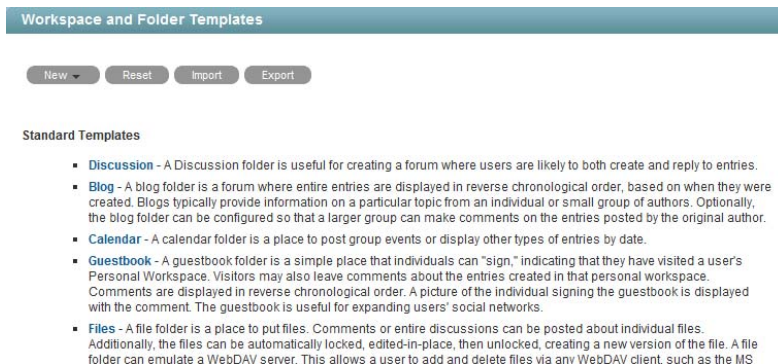 Workspace and Folder Templates
New Reset Import Export
Standard Templates
Discussion - A Discussion folder is useful for creating a forum where users are likely to both create and reply to entries.
Blog - A blog folder is a forum where entire entries are displayed in reverse chronological order, based on when they were
created. Blogs typically provide information on a particular topic from an individual or small group of authors. Optionally,
the blog folder can be configured so that a larger group can make comments on the entries posted by the original author.
Calendar - A calendar folder is a place to post group events or display other types of entries by date.
Guestbook - A guestbook folder is a simple place that individuals can "sign," indicating that they have visited a user's
Personal Workspace. Visitors may also leave comments about the entries created in that personal workspace.
Comments are displayed in reverse chronological order. A picture of the individual signing the guestbook is displayed
with the comment. The guestbook is useful for expanding users' social networks.
Files - A file folder is a place to put files. Comments or entire discussions can be posted about individual files.
Additionally, the files can be automatically locked, edited-in-place, then unlocked, creating a new version of the file. A file
folder can emulate a WebDAV server. This allows a user to add and delete files via any WebDAV client, such as the MS